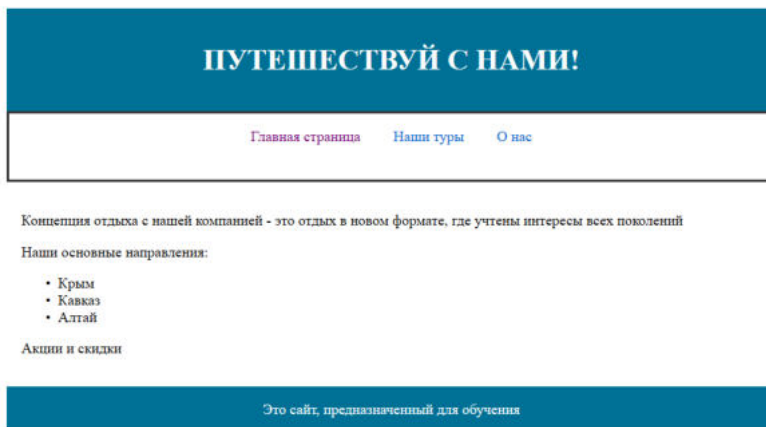 ПУТЕШЕСТВУЙ С НАМИ!
Главная страница Наши туры О нас
Концепция отдыха с нашей компанией - это отдых в новом формате, где учтены интересы всех поколений
Наши основные направления:
• Крым
• Кавказ
• Алтай
Акции и скидки
Это сайт, предназначенный для обучения